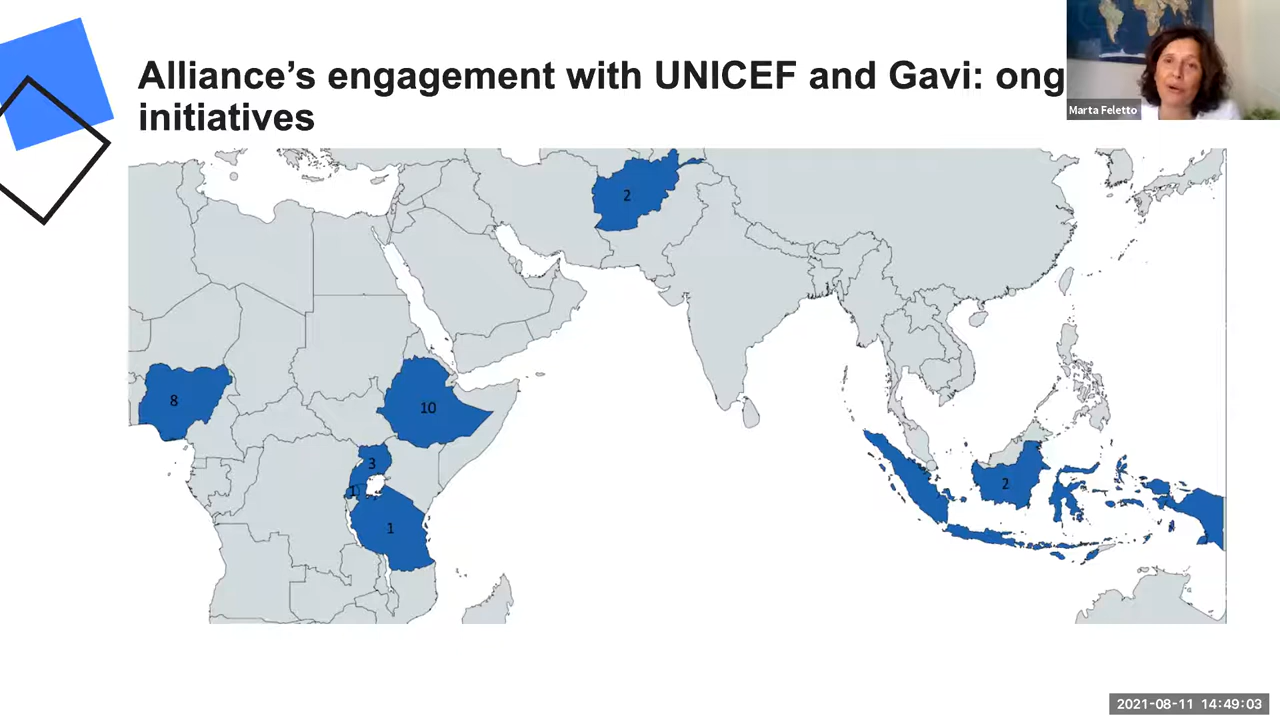 Alliance’s engagement with UNICEF and Gavi: ong
initiatives
Marta Feletto
2
8
10
3
1
1
2
2021-08-11 14:49:03